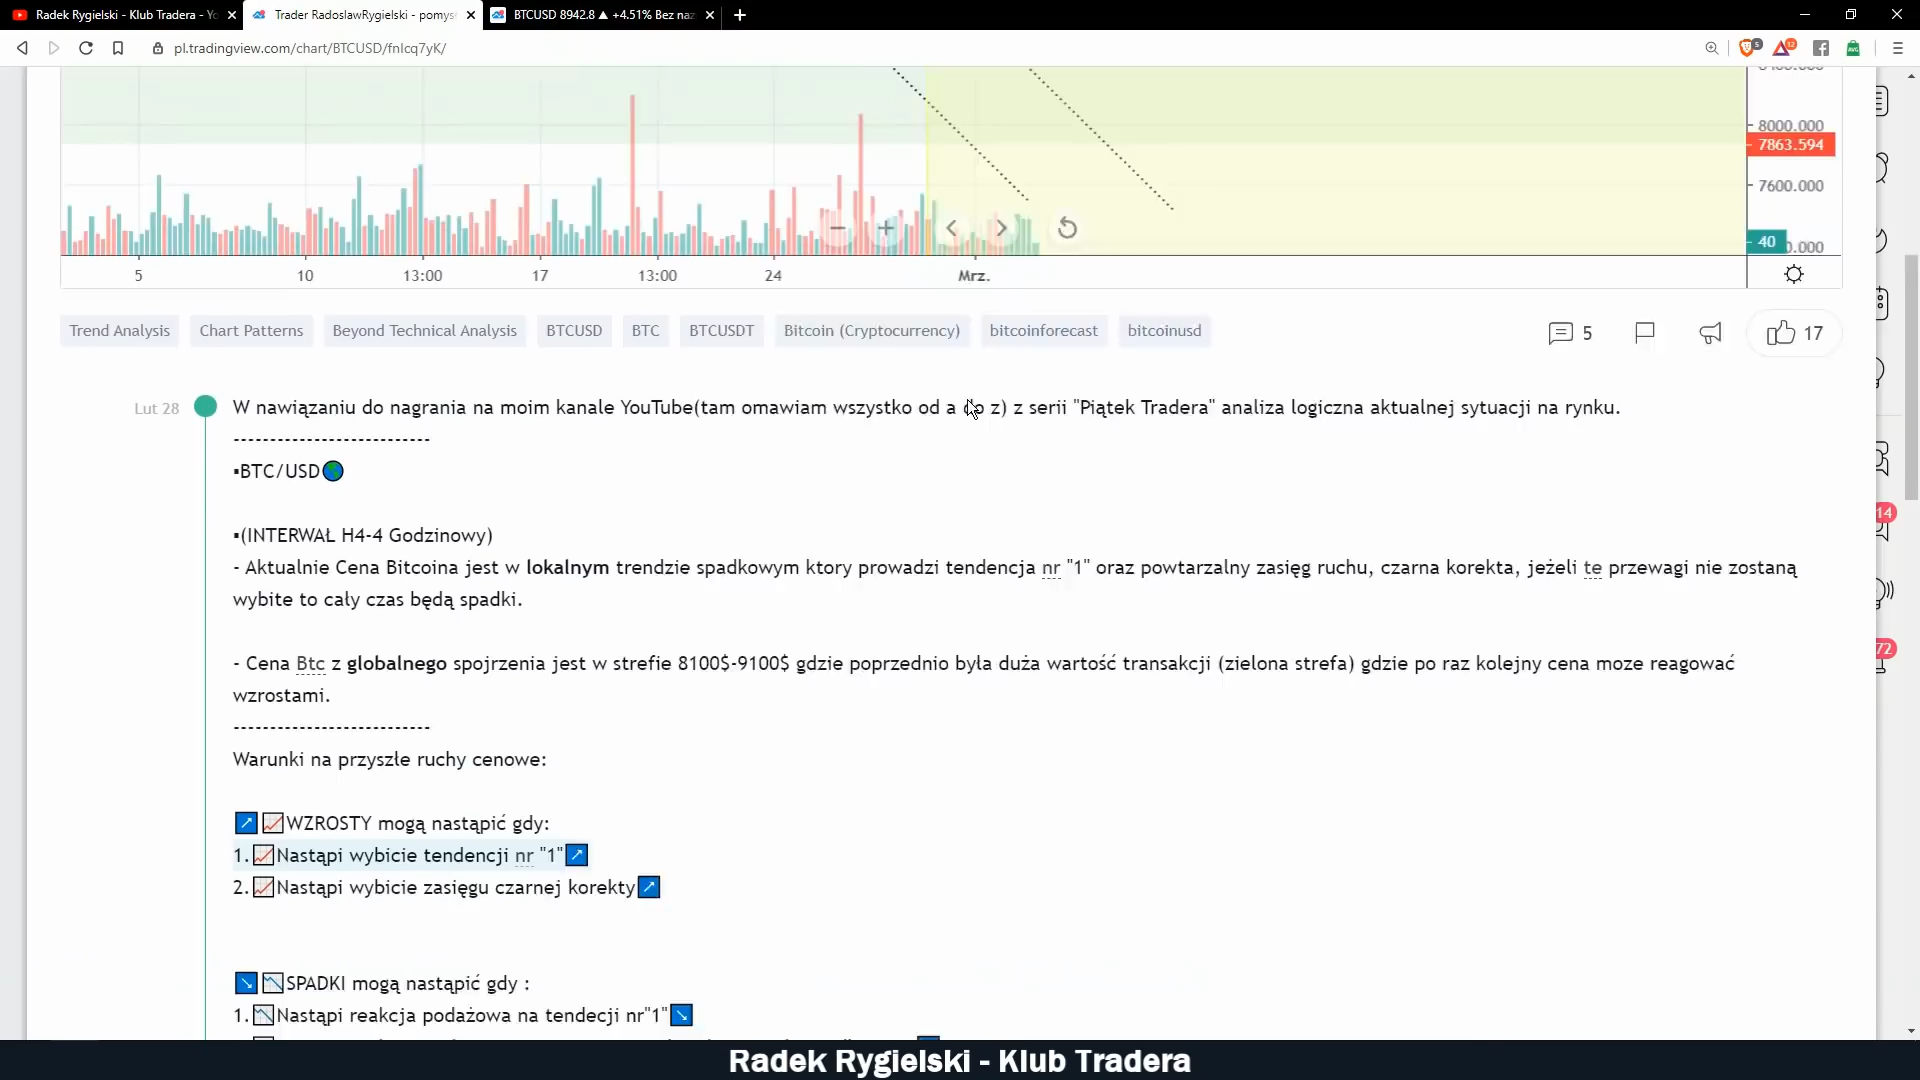 Radek Rygielski - Klub Tradera - Yo
Trader RadoslawRygielski - pomys
BTCUSD 8942.8 ▲ +4.51% Bez naz
pl.tradingview.com/chart/BTCUSD/fnlcq7yK/
5
12
8000.000
7863.594
7600.000
40
0.000
5
10
13:00
17
13:00
24
Mrz.
Trend Analysis
Chart Patterns
Beyond Technical Analysis
BTCUSD
BTC
BTCUSDT
Bitcoin (Cryptocurrency)
bitcoinforecast
bitcoinusd
5
17
Lut 28
W nawiązaniu do nagrania na moim kanale YouTube(tam omawiam wszystko od a do z) z serii "Piątek Tradera" analiza logiczna aktualnej sytuacji na rynku.
---------------------------
▪BTC/USD🌎
▪(INTERWAŁ H4-4 Godzinowy)
- Aktualnie Cena Bitcoina jest w lokalnym trendzie spadkowym ktory prowadzi tendencja nr "1" oraz powtarzalny zasięg ruchu, czarna korekta, jeżeli te przewagi nie zostaną
wybite to cały czas będą spadki.
- Cena Btc z globalnego spojrzenia jest w strefie 8100$-9100$ gdzie poprzednio była duża wartość transakcji (zielona strefa) gdzie po raz kolejny cena moze reagować
wzrostami.
---------------------------
Warunki na przyszłe ruchy cenowe:
↗📈WZROSTY mogą nastąpić gdy:
1.📈Nastąpi wybicie tendencji nr "1"↗
2.📈Nastąpi wybicie zasięgu czarnej korekty↗
↘📉SPADKI mogą nastąpić gdy :
1.📉Nastąpi reakcja podażowa na tendecji nr"1"↘
14
72
Radek Rygielski - Klub Tradera